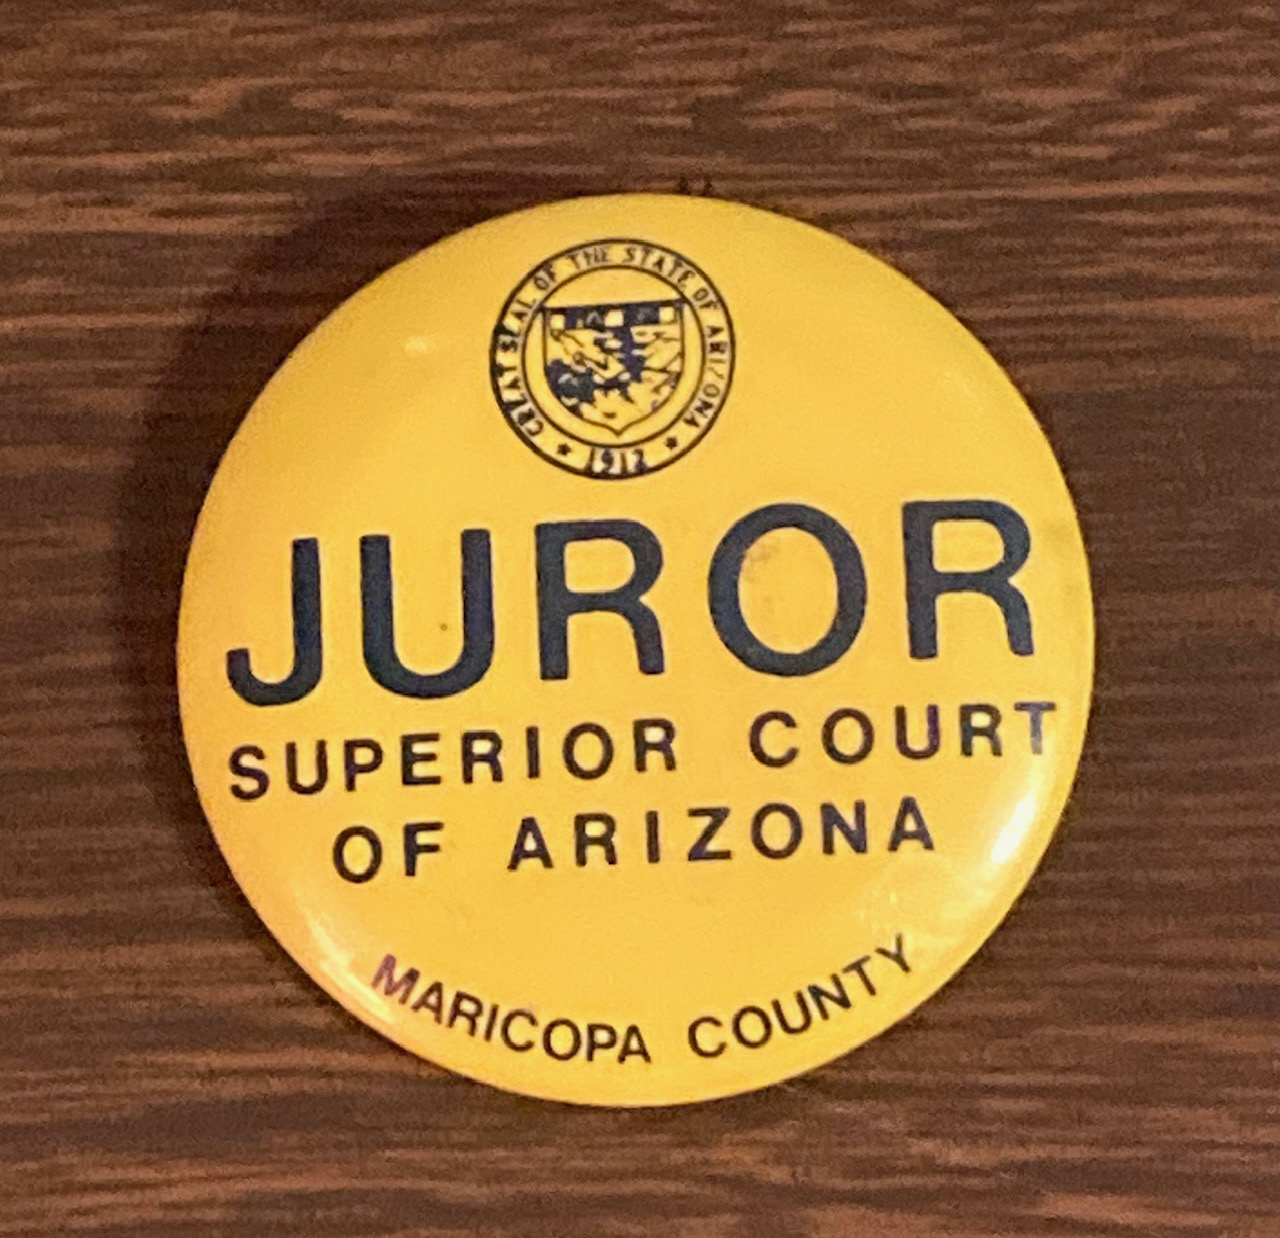 GREAT SEAL OF THE STATE OF ARIZONA
1912
JUROR
SUPERIOR COURT
OF ARIZONA
MARICOPA COUNTY